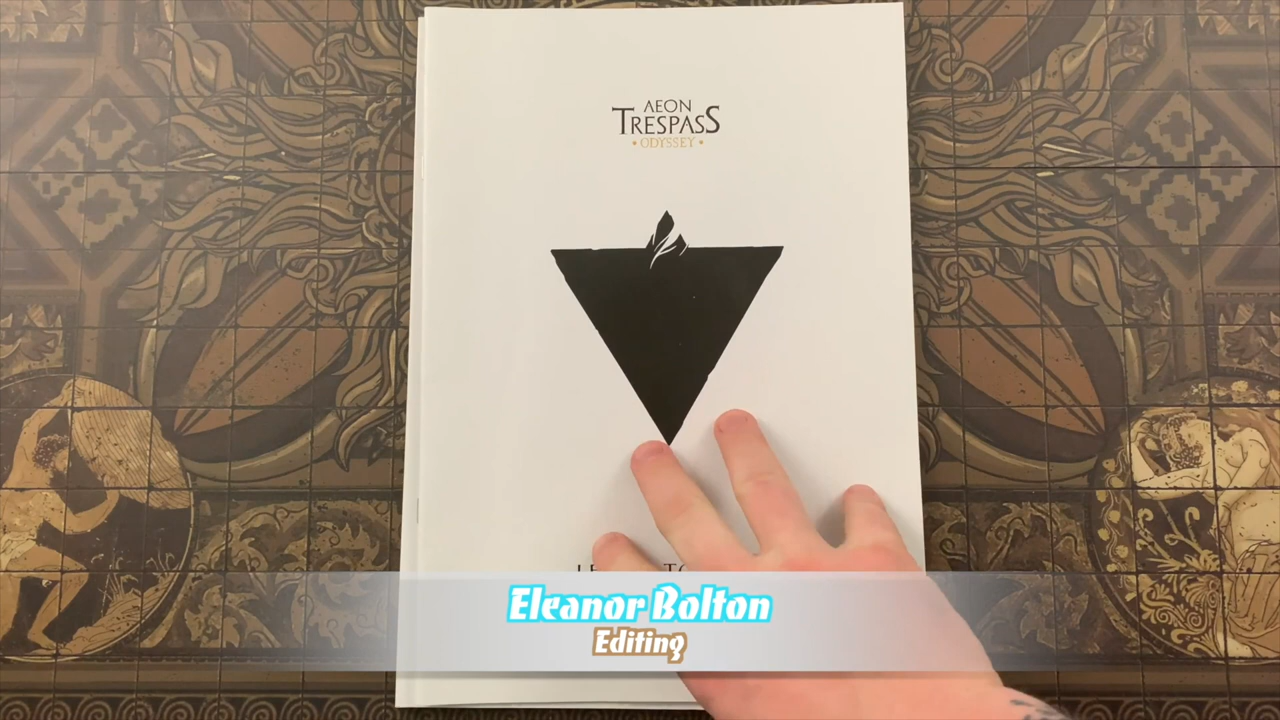 AEON
TRESPASS
• ODYSSEY •
Eleanor Bolton
Editing